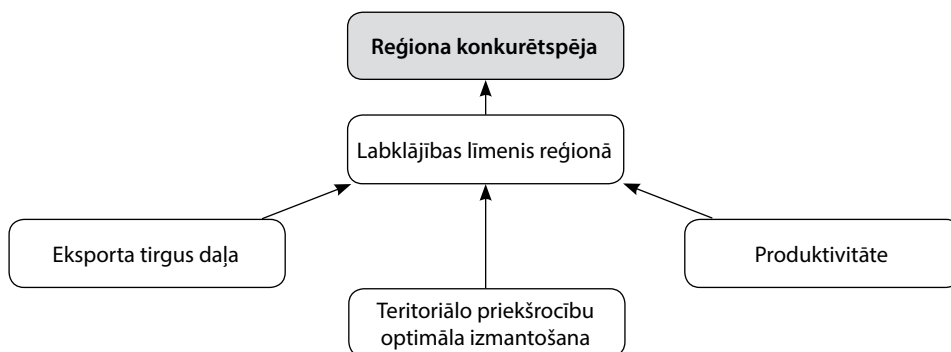 Reģiona konkurētspēja
Labklājības līmenis reģionā
Eksporta tirgus daļa
Produktivitāte
Teritoriālo priekšrocību
optimāla izmantošana